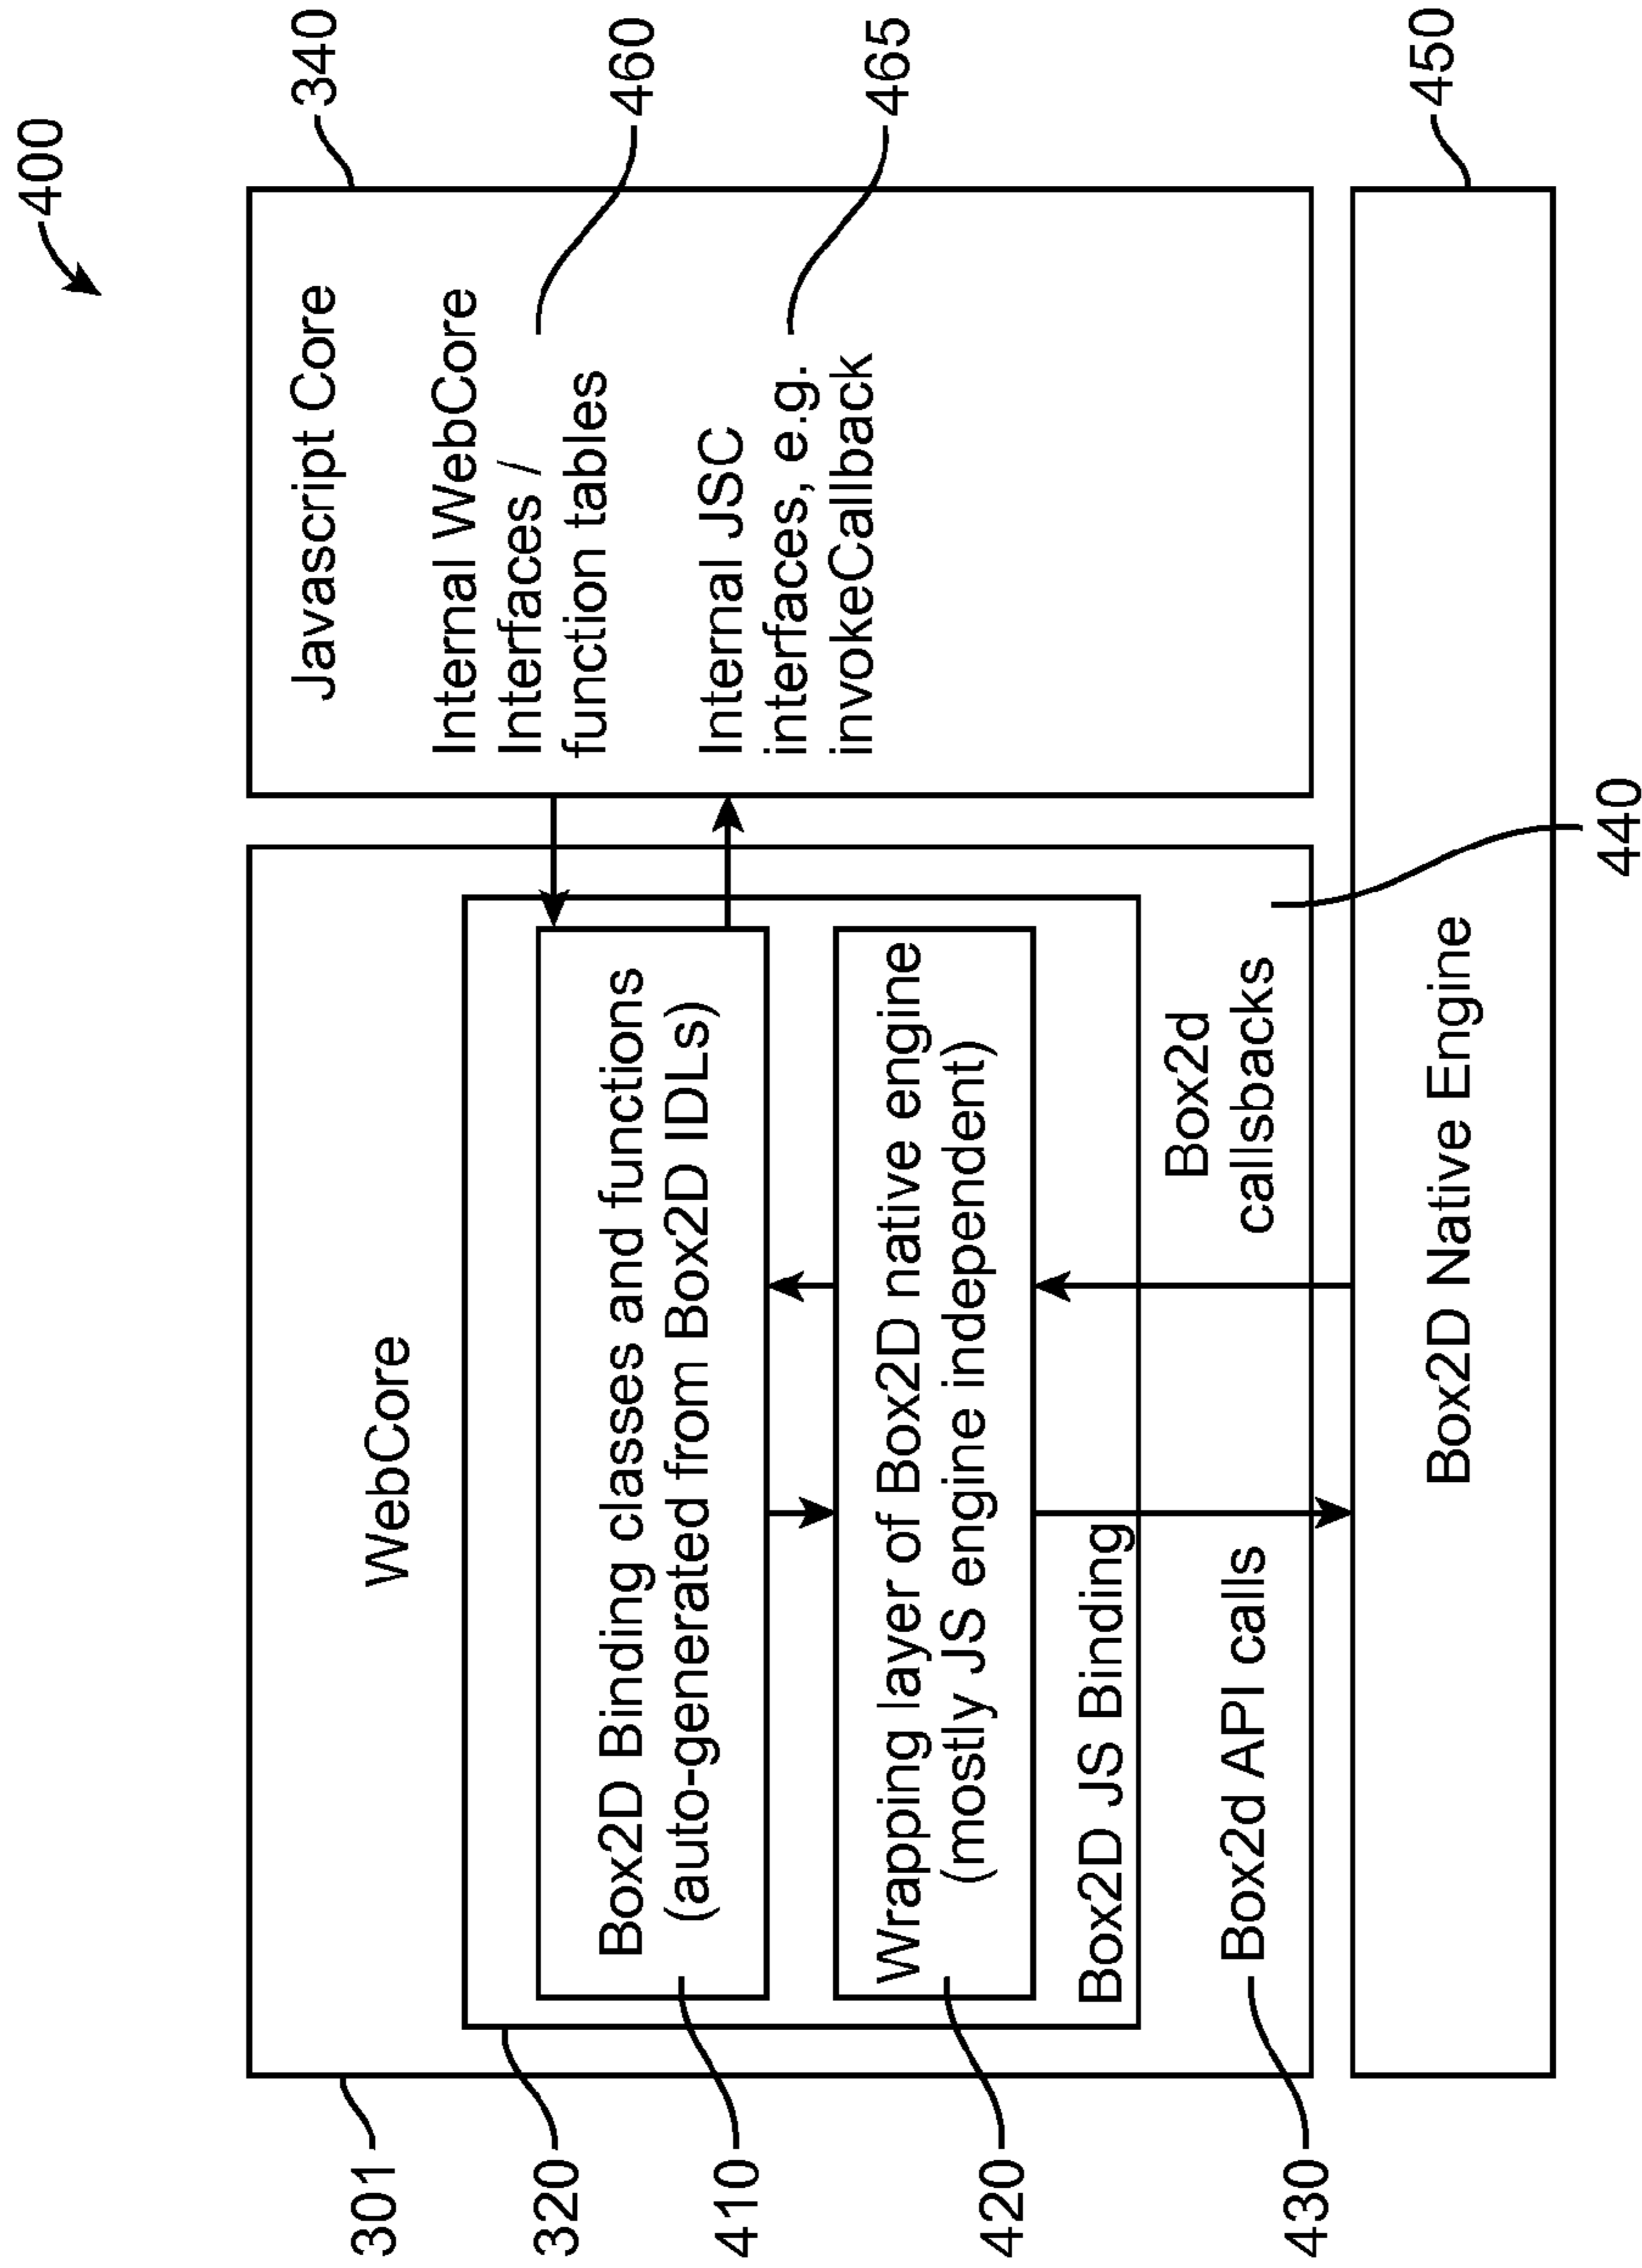 400
301
WebCore
320
Box2D Binding classes and functions
(auto-generated from Box2D IDLs)
410
Wrapping layer of Box2D native engine
(mostly JS engine independent)
420
Box2D JS Binding
Box2d API calls
430
Box2d
callsbacks
440
Javascript Core
340
Internal WebCore
Interfaces /
function tables
460
Internal JSC
interfaces, e.g.
invokeCallback
465
Box2D Native Engine
450